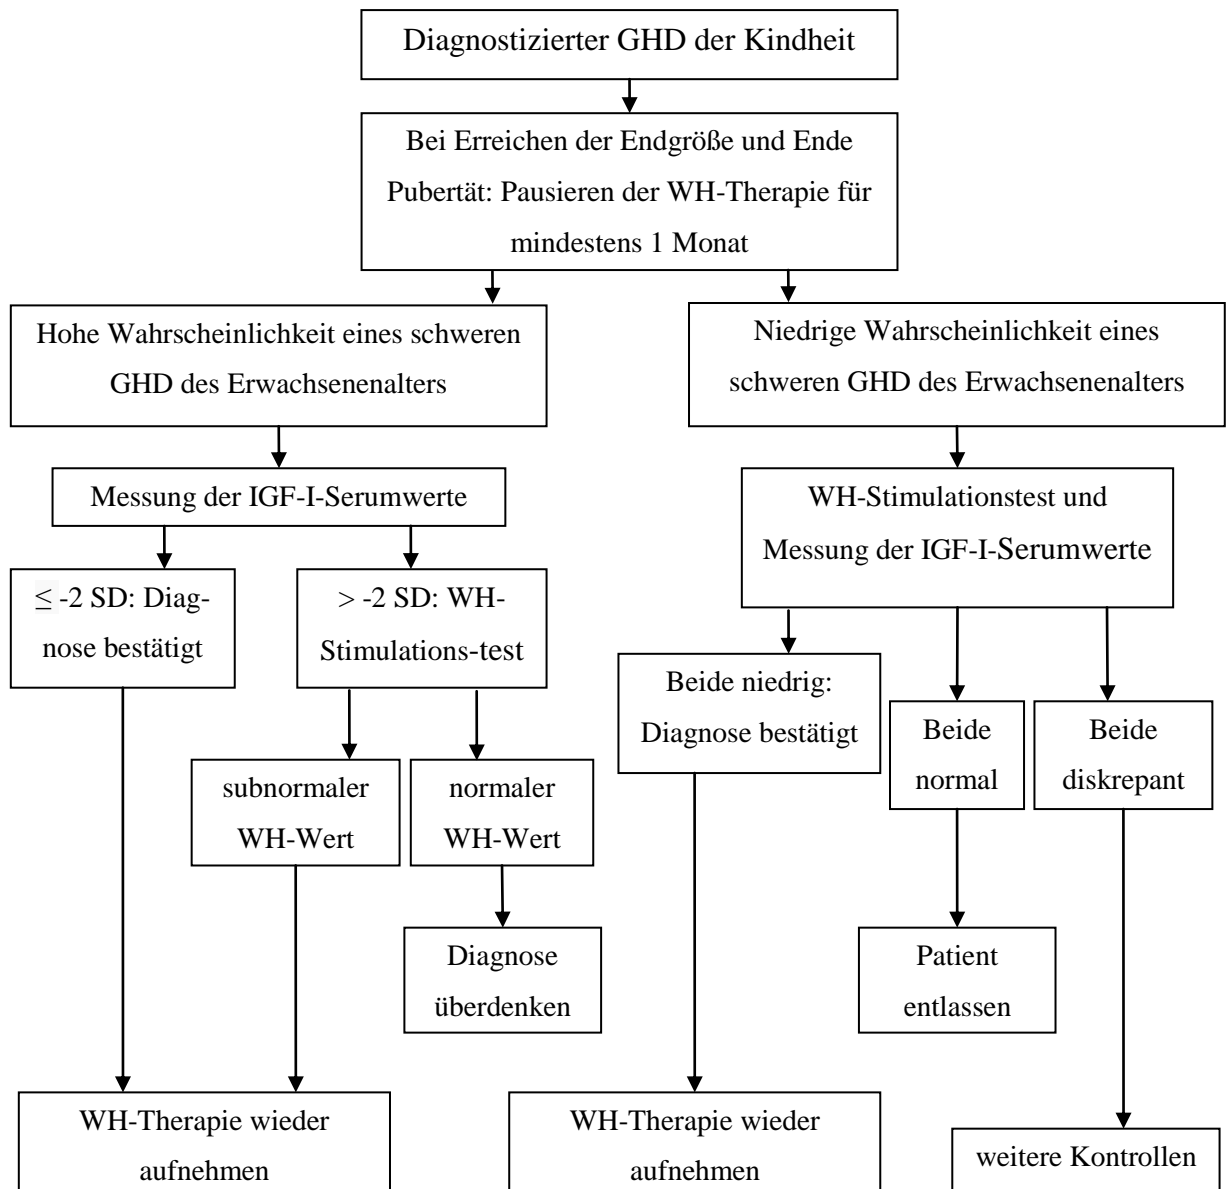 Diagnostizierter GHD der Kindheit
Bei Erreichen der Endgröße und Ende
Pubertät: Pausieren der WH-Therapie für
mindestens 1 Monat
Hohe Wahrscheinlichkeit eines schweren
GHD des Erwachsenenalters
Niedrige Wahrscheinlichkeit eines
schweren GHD des Erwachsenenalters
Messung der IGF-I-Serumwerte
WH-Stimulationstest und
Messung der IGF-I-Serumwerte
≤ -2 SD: Diag-
nose bestätigt
> -2 SD: WH-
Stimulations-test
Beide niedrig:
Diagnose bestätigt
Beide
normal
Beide
diskrepant
subnormaler
WH-Wert
normaler
WH-Wert
Diagnose
überdenken
Patient
entlassen
WH-Therapie wieder
aufnehmen
WH-Therapie wieder
aufnehmen
weitere Kontrollen